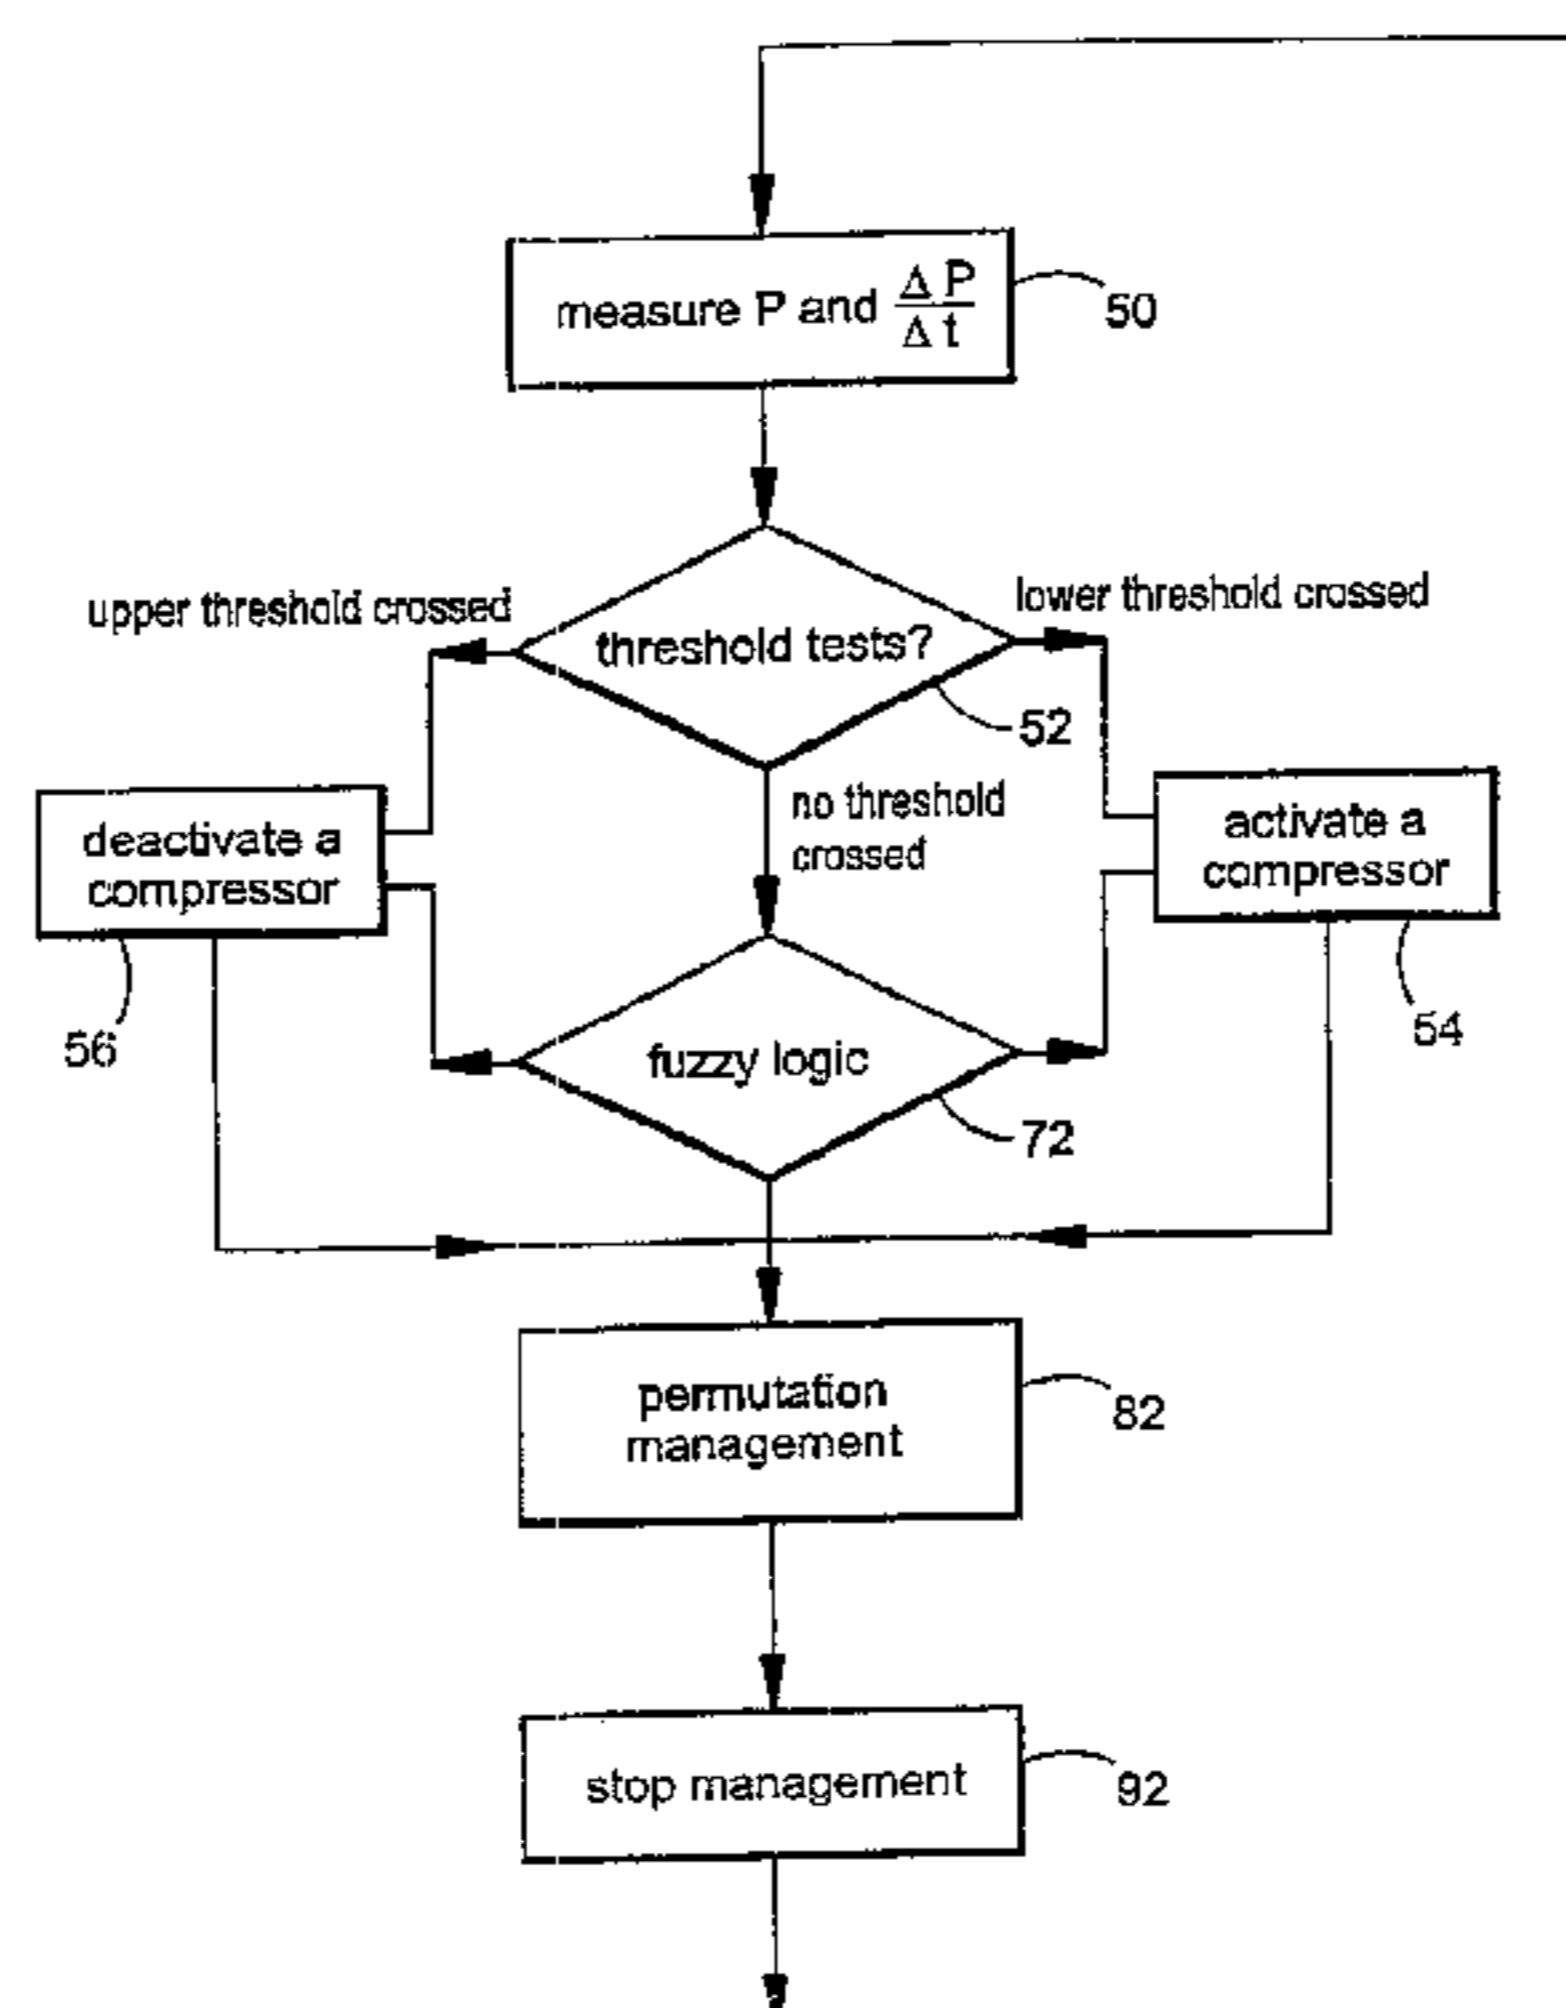 measure P and ΔP/Δt
50
upper threshold crossed
lower threshold crossed
threshold tests?
52
no threshold
crossed
deactivate a
compressor
activate a
compressor
56
54
fuzzy logic
72
permutation
management
82
stop management
92